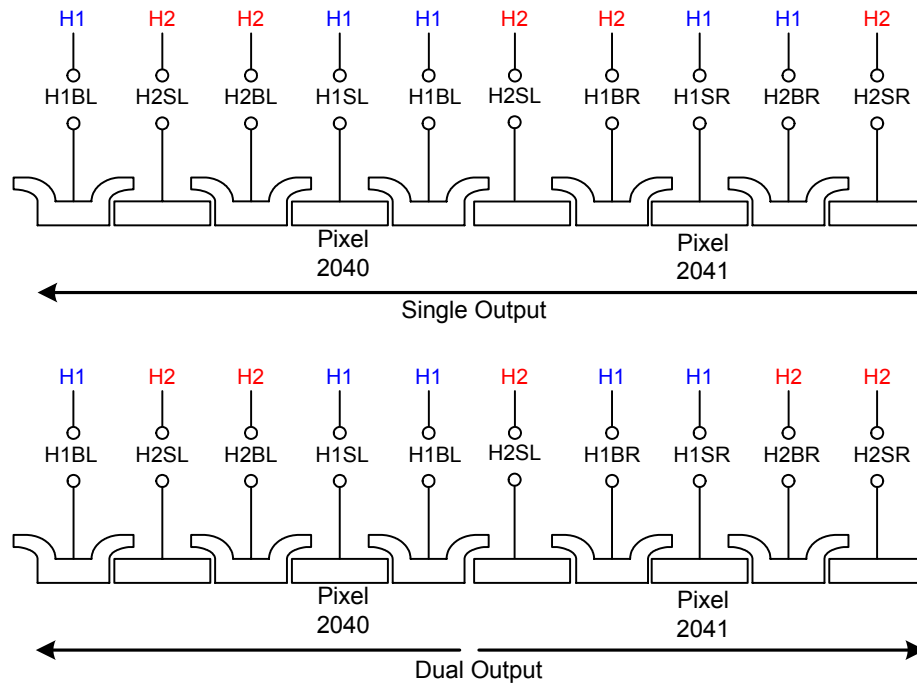 H1 H2 H2 H1 H1 H2 H2 H1 H1 H2
H1BL H2SL H2BL H1SL H1BL H2SL H1BR H1SR H2BR H2SR
Pixel Pixel
2040 2041
Single Output
H1 H2 H2 H1 H1 H2 H1 H1 H2 H2
H1BL H2SL H2BL H1SL H1BL H2SL H1BR H1SR H2BR H2SR
Pixel Pixel
2040 2041
Dual Output